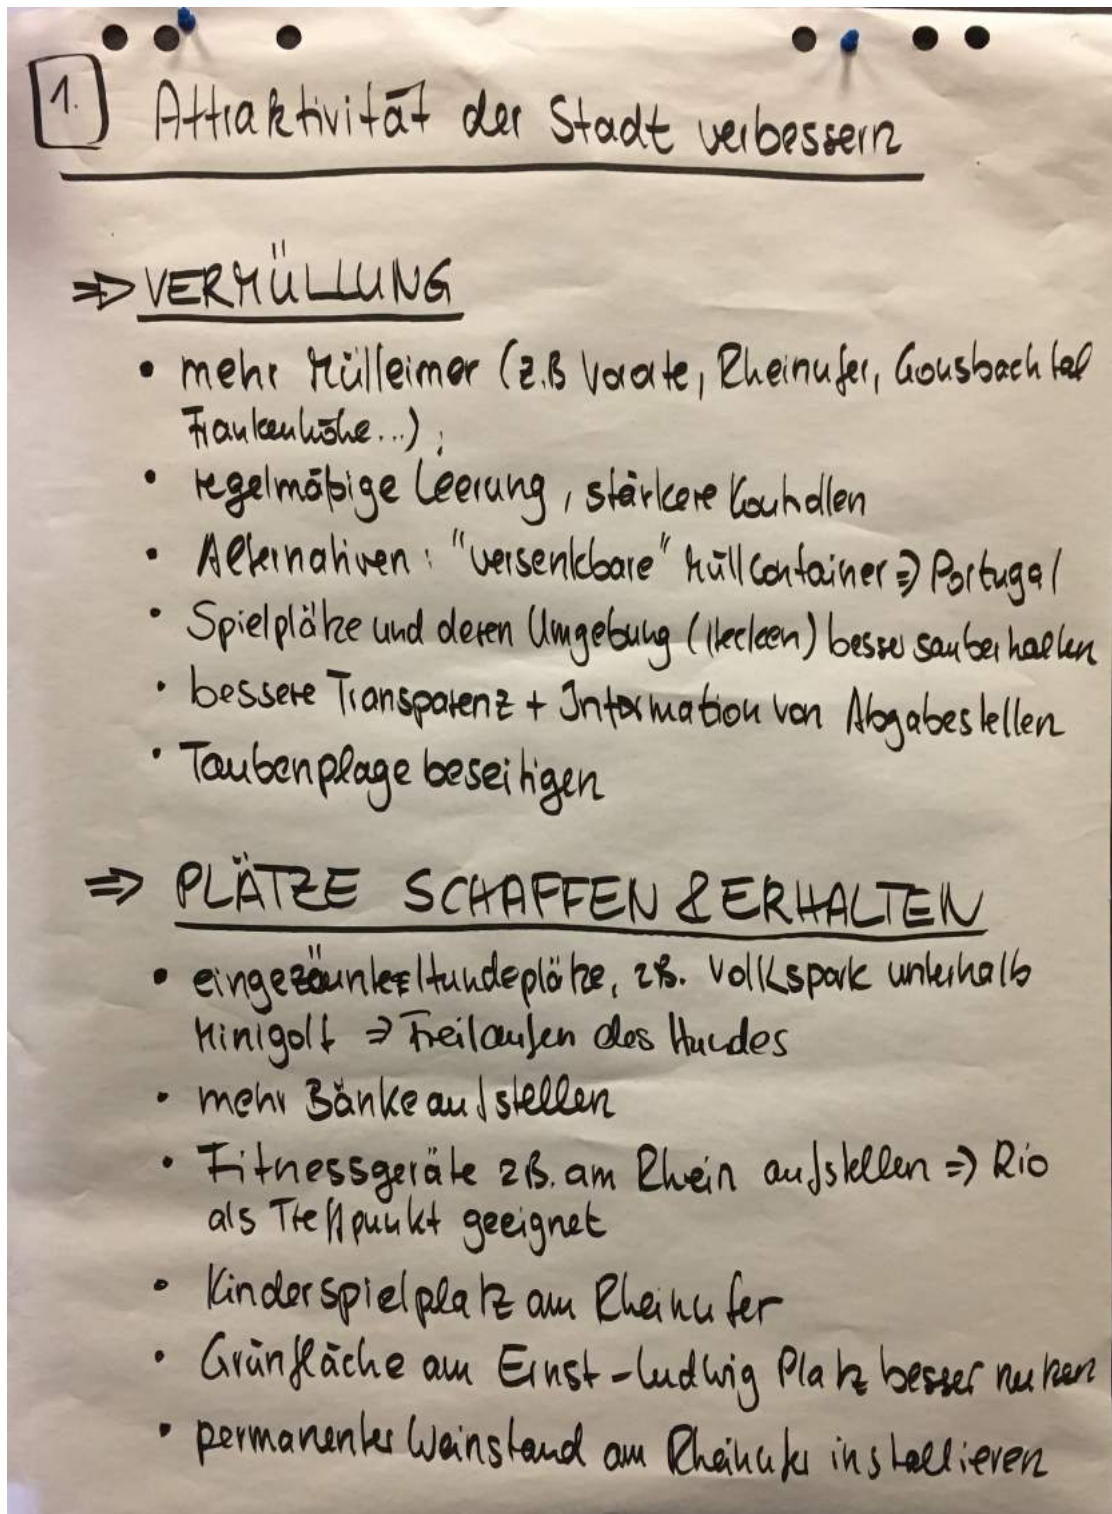 1. Attraktivität der Stadt verbessern
⇒ VERMÜLLUNG
• mehr Mülleimer (z.B Vororte, Rheinufer, Gonsbachtal
Frankenhöhe...);
• regelmäßige Leerung, stärkere Kontrollen
• Alternativen: "versenkbare" Müllcontainer ⇒ Portugal
• Spielplätze und deren Umgebung (Hecken) besser sauberhalten
• bessere Transparenz + Information von Abgabestellen
• Taubenplage beseitigen
⇒ PLÄTZE SCHAFFEN & ERHALTEN
• eingezäunte Hundeplätze, z.B. Volkspark unterhalb
Minigolf ⇒ Freilaufen des Hundes
• mehr Bänke aufstellen
• Fitnessgeräte z.B. am Rhein aufstellen ⇒ Rio
als Treffpunkt geeignet
• Kinderspielplatz am Rheinufer
• Grünfläche am Ernst-Ludwig Platz besser nutzen
• permanenter Weinstand am Rheinufer installieren